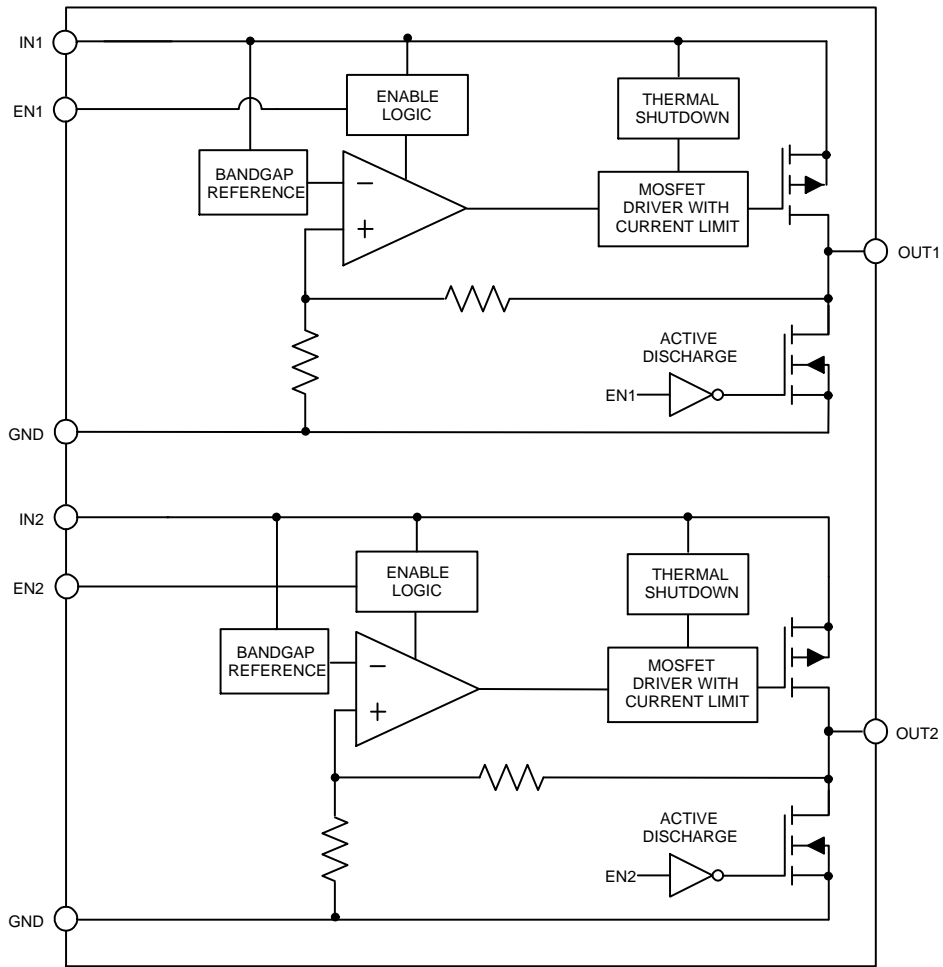 IN1
EN1
ENABLE
LOGIC
THERMAL
SHUTDOWN
BANDGAP
REFERENCE
−
+
MOSFET
DRIVER WITH
CURRENT LIMIT
OUT1
ACTIVE
DISCHARGE
EN1
GND
IN2
EN2
ENABLE
LOGIC
THERMAL
SHUTDOWN
BANDGAP
REFERENCE
−
+
MOSFET
DRIVER WITH
CURRENT LIMIT
OUT2
ACTIVE
DISCHARGE
EN2
GND